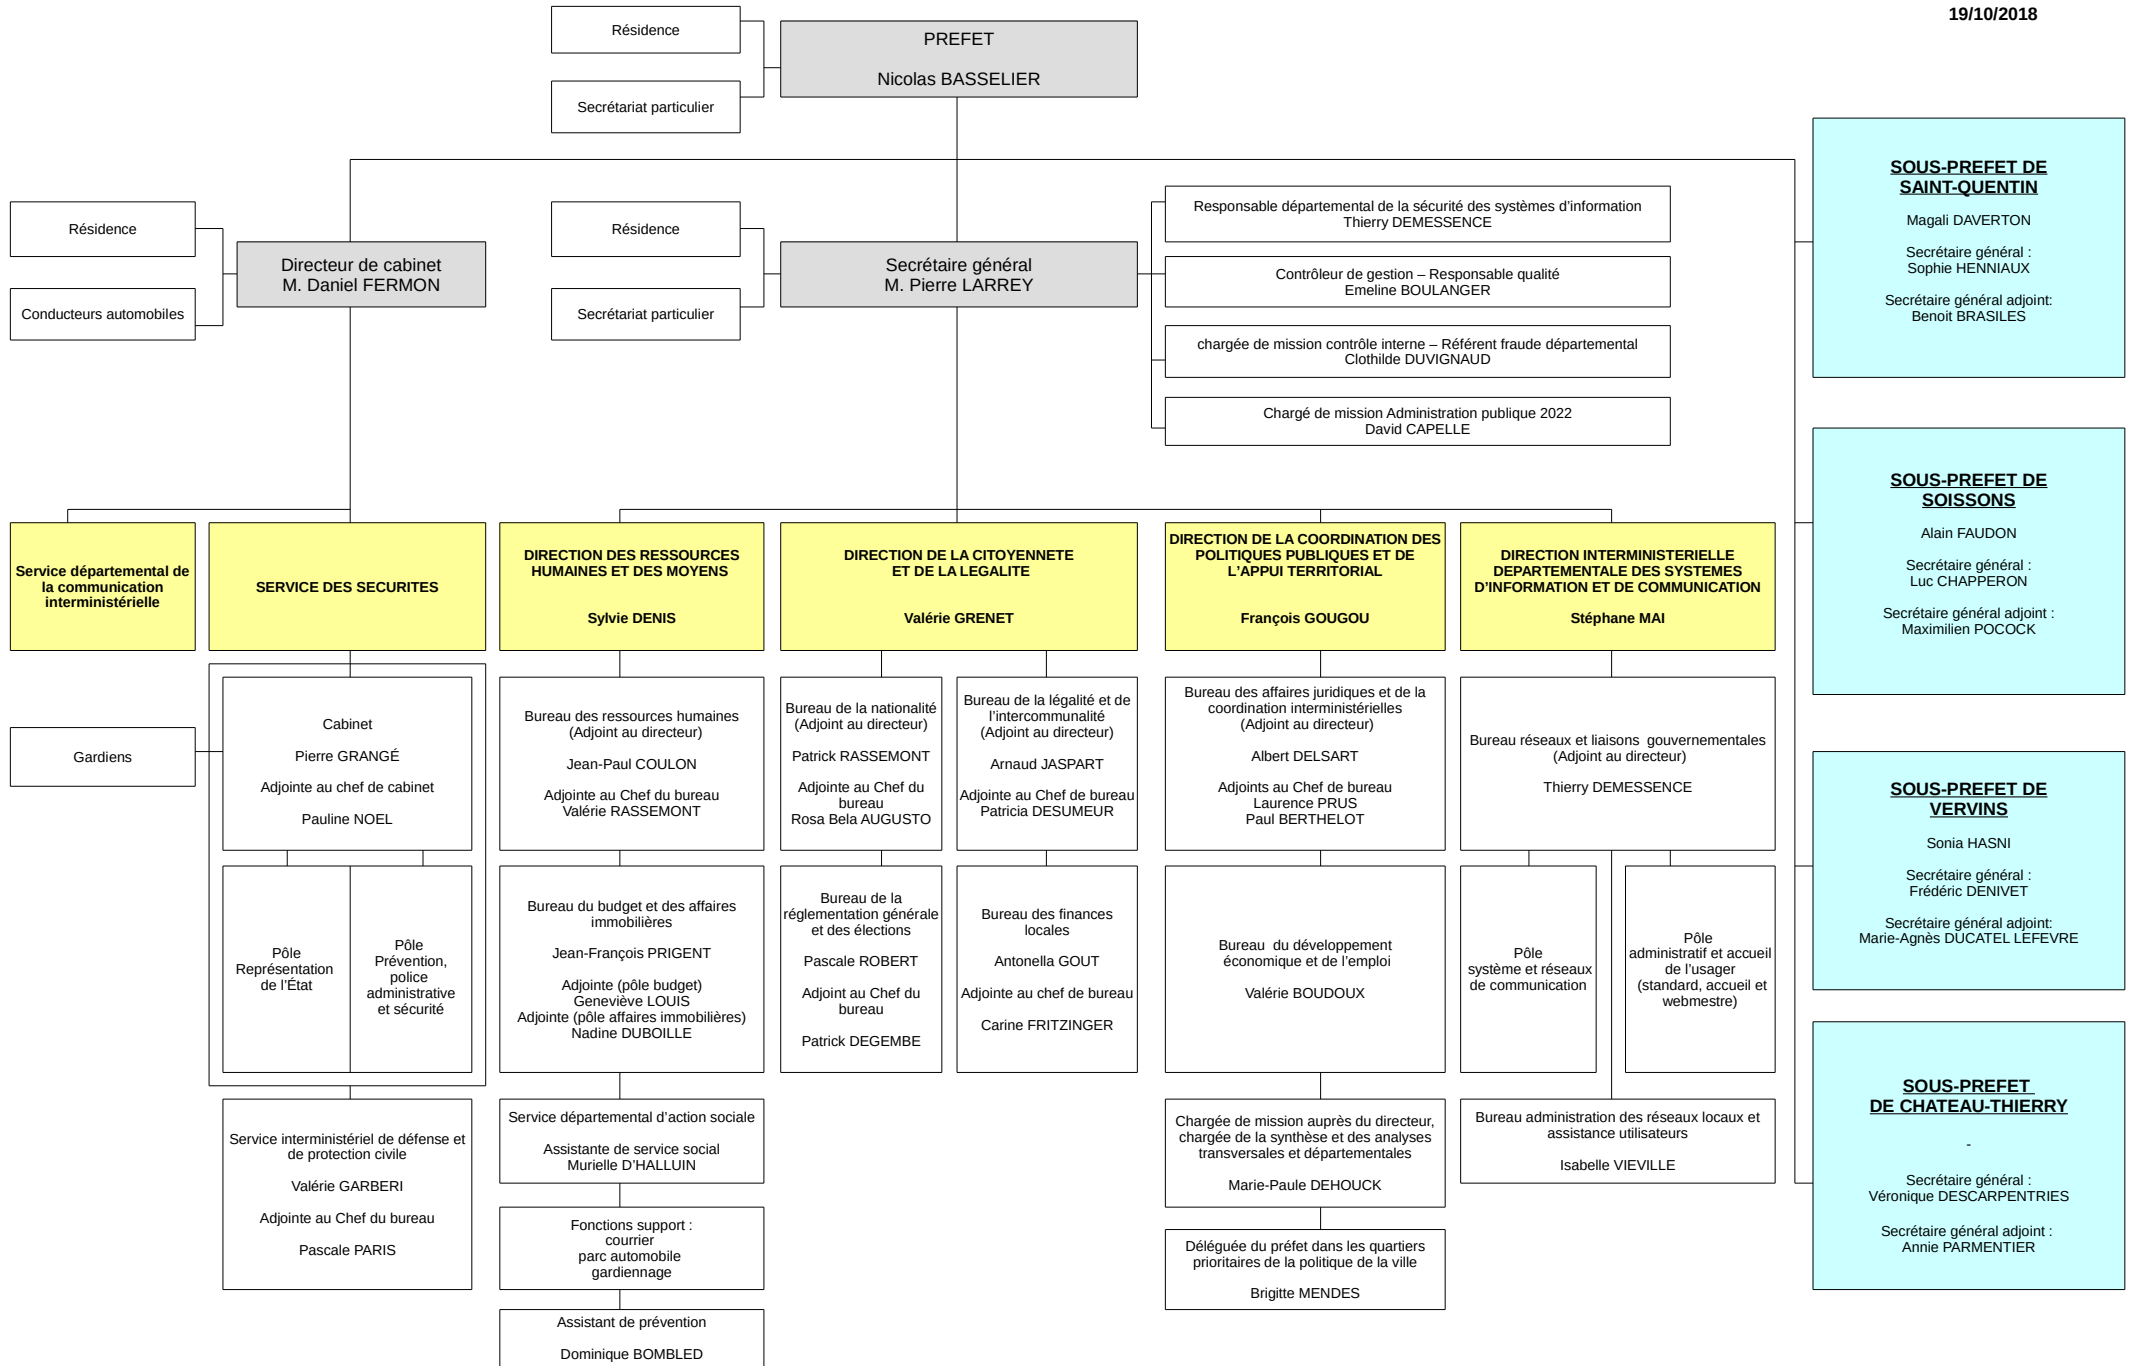 19/10/2018
Résidence
PREFET
Nicolas BASSELIER
Secrétariat particulier
Résidence
Conducteurs automobiles
Directeur de cabinet
M. Daniel FERMON
Résidence
Secrétariat particulier
Secrétaire général
M. Pierre LARREY
Responsable départemental de la sécurité des systèmes d’information
Thierry DEMESSENCE
Contrôleur de gestion – Responsable qualité
Emeline BOULANGER
chargée de mission contrôle interne – Référent fraude départemental
Clothilde DUVIGNAUD
Chargé de mission Administration publique 2022
David CAPELLE
SOUS-PREFET DE
SAINT-QUENTIN
Magali DAVERTON
Secrétaire général :
Sophie HENNIAUX
Secrétaire général adjoint:
Benoit BRASILES
SOUS-PREFET DE
SOISSONS
Alain FAUDON
Secrétaire général :
Luc CHAPPERON
Secrétaire général adjoint :
Maximilien POCOCK
SOUS-PREFET DE
VERVINS
Sonia HASNI
Secrétaire général :
Frédéric DENIVET
Secrétaire général adjoint:
Marie-Agnès DUCATEL LEFEVRE
SOUS-PREFET
DE CHATEAU-THIERRY
-
Secrétaire général :
Véronique DESCARPENTRIES
Secrétaire général adjoint :
Annie PARMENTIER
Service départemental de
la communication
interministérielle
SERVICE DES SECURITES
Gardiens
Cabinet
Pierre GRANGÉ
Adjointe au chef de cabinet
Pauline NOEL
Pôle
Représentation
de l’État
Pôle
Prévention,
police
administrative
et sécurité
Service interministériel de défense et
de protection civile
Valérie GARBERI
Adjointe au Chef du bureau
Pascale PARIS
DIRECTION DES RESSOURCES
HUMAINES ET DES MOYENS
Sylvie DENIS
Bureau des ressources humaines
(Adjoint au directeur)
Jean-Paul COULON
Adjointe au Chef du bureau
Valérie RASSEMONT
Bureau du budget et des affaires
immobilières
Jean-François PRIGENT
Adjointe (pôle budget)
Geneviève LOUIS
Adjointe (pôle affaires immobilières)
Nadine DUBOILLE
Service départemental d’action sociale
Assistante de service social
Murielle D’HALLUIN
Fonctions support :
courrier
parc automobile
gardiennage
Assistant de prévention
Dominique BOMBLED
DIRECTION DE LA CITOYENNETE
ET DE LA LEGALITE
Valérie GRENET
Bureau de la nationalité
(Adjoint au directeur)
Patrick RASSEMONT
Adjointe au Chef du
bureau
Rosa Bela AUGUSTO
Bureau de la
réglementation générale
et des élections
Pascale ROBERT
Adjoint au Chef du
bureau
Patrick DEGEMBE
Bureau de la légalité et de
l’intercommunalité
(Adjoint au directeur)
Arnaud JASPART
Adjointe au Chef de bureau
Patricia DESUMEUR
Bureau des finances
locales
Antonella GOUT
Adjointe au chef de bureau
Carine FRITZINGER
DIRECTION DE LA COORDINATION DES
POLITIQUES PUBLIQUES ET DE
L’APPUI TERRITORIAL
François GOUGOU
Bureau des affaires juridiques et de la
coordination interministérielles
(Adjoint au directeur)
Albert DELSART
Adjoints au Chef de bureau
Laurence PRUS
Paul BERTHELOT
Bureau  du développement
économique et de l’emploi
Valérie BOUDOUX
Chargée de mission auprès du directeur,
chargée de la synthèse et des analyses
transversales et départementales
Marie-Paule DEHOUCK
Déléguée du préfet dans les quartiers
prioritaires de la politique de la ville
Brigitte MENDES
DIRECTION INTERMINISTERIELLE
DEPARTEMENTALE DES SYSTEMES
D’INFORMATION ET DE COMMUNICATION
Stéphane MAI
Bureau réseaux et liaisons  gouvernementales
(Adjoint au directeur)
Thierry DEMESSENCE
Pôle
système et réseaux
de communication
Pôle
administratif et accueil
de l’usager
(standard, accueil et
webmestre)
Bureau administration des réseaux locaux et
assistance utilisateurs
Isabelle VIEVILLE